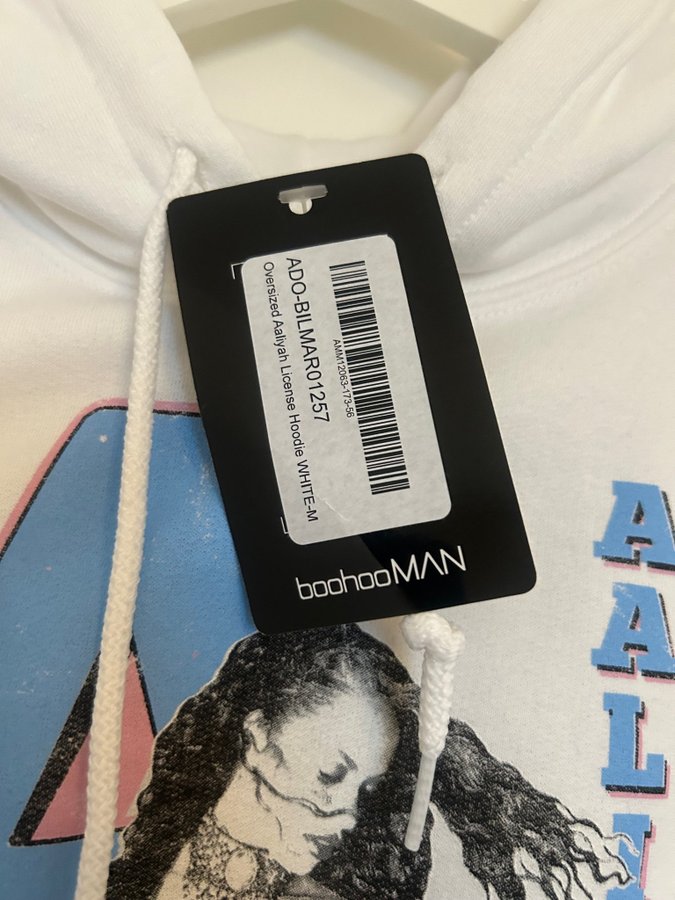 ADO-BILMAR01257
Oversized Aaliyah License Hoodie WHITE-M
AMM12063-173-56
boohooMAN
A
A
A
L
I